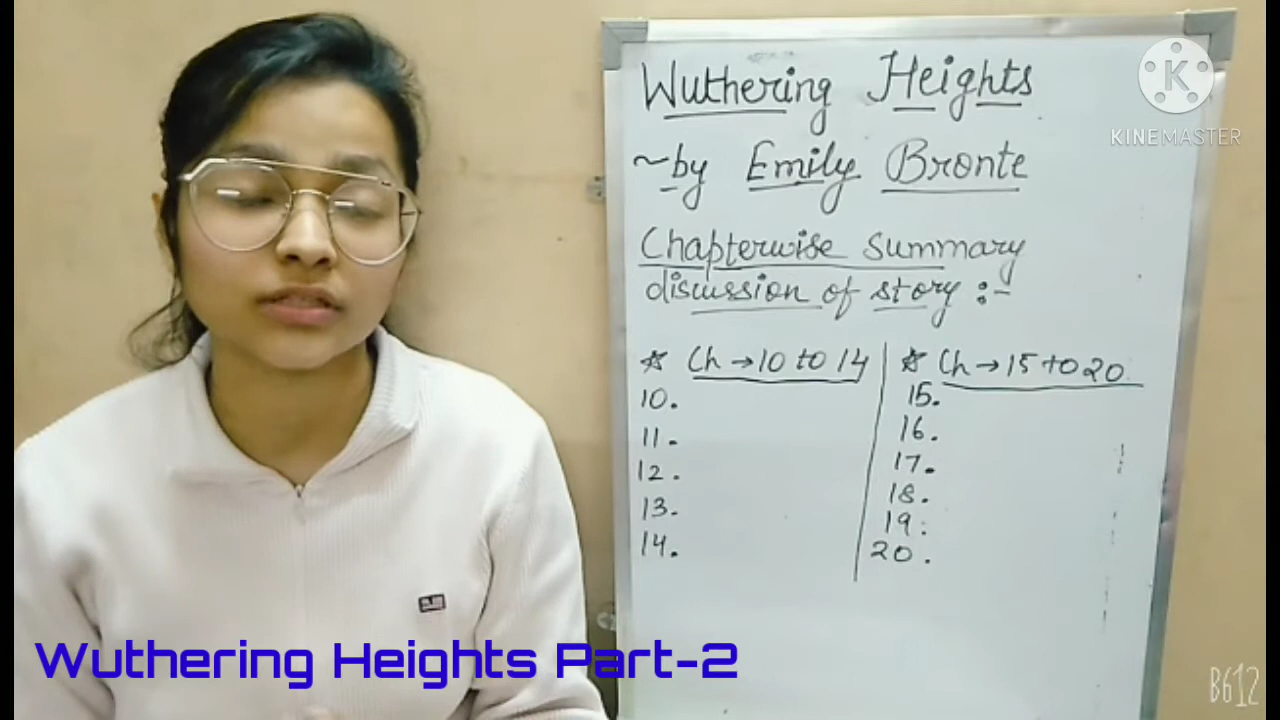 Wuthering Heights
~by Emily Bronte
Chapterwise summary
discussion of story :-
☆ Ch → 10 to 14
10.
11.
12.
13.
14.
☆ Ch → 15 to 20
15.
16.
17.
18.
19:
20.
K
KINEMASTER
Wuthering Heights Part-2
B612